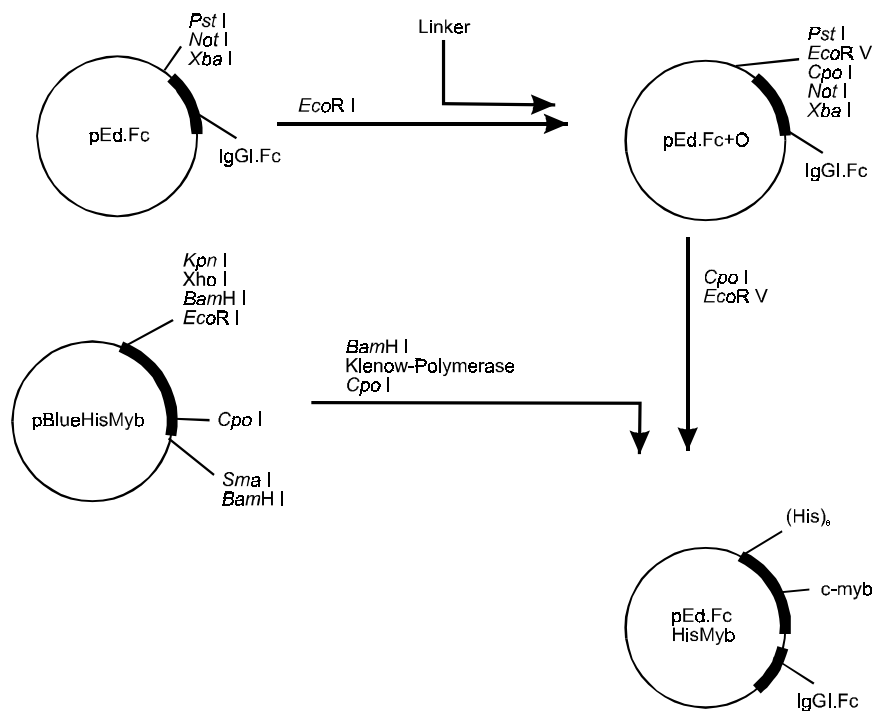 Pst I
Not I
Xba I
pEd.Fc
IgGI.Fc
EcoR I
Linker
Pst I
EcoR V
Cpo I
Not I
Xba I
pEd.Fc+O
IgGI.Fc
Cpo I
EcoR V
Kpn I
Xho I
BamH I
EcoR I
pBlueHisMyb
Cpo I
Sma I
BamH I
BamH I
Klenow-Polymerase
Cpo I
(His)₆
c-myb
pEd.Fc
HisMyb
IgGI.Fc